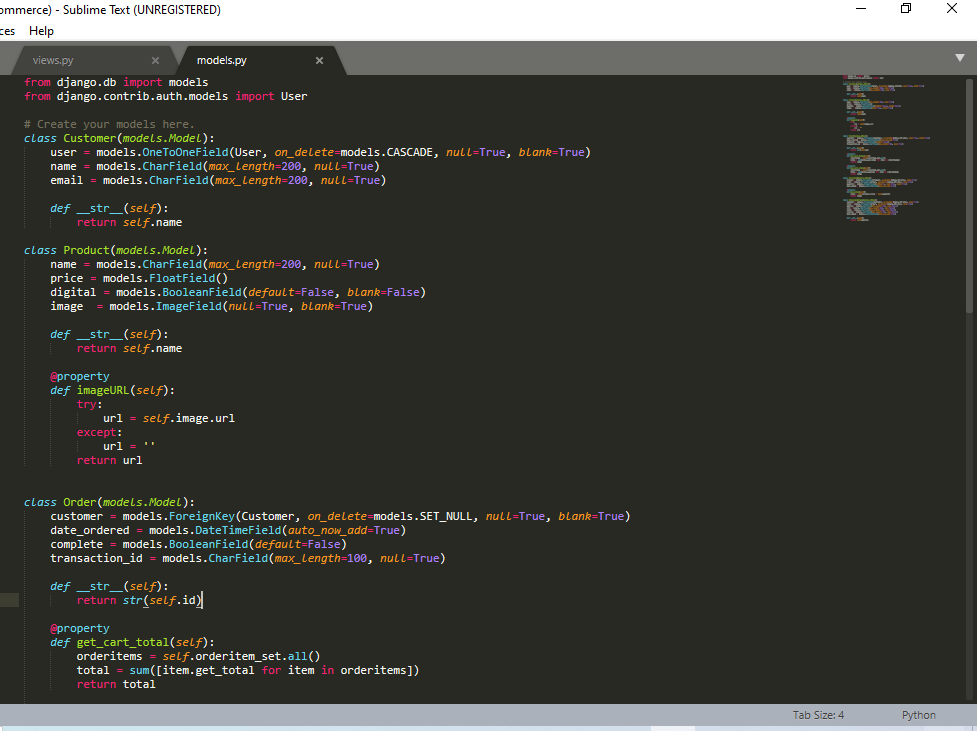 ommerce) - Sublime Text (UNREGISTERED)
ces Help
views.py models.py
from django.db import models
from django.contrib.auth.models import User
# Create your models here.
class Customer(models.Model):
    user = models.OneToOneField(User, on_delete=models.CASCADE, null=True, blank=True)
    name = models.CharField(max_length=200, null=True)
    email = models.CharField(max_length=200, null=True)
    def __str__(self):
        return self.name
class Product(models.Model):
    name = models.CharField(max_length=200, null=True)
    price = models.FloatField()
    digital = models.BooleanField(default=False, blank=False)
    image  = models.ImageField(null=True, blank=True)
    def __str__(self):
        return self.name
    @property
    def imageURL(self):
        try:
            url = self.image.url
        except:
            url = ''
        return url
class Order(models.Model):
    customer = models.ForeignKey(Customer, on_delete=models.SET_NULL, null=True, blank=True)
    date_ordered = models.DateTimeField(auto_now_add=True)
    complete = models.BooleanField(default=False)
    transaction_id = models.CharField(max_length=100, null=True)
    def __str__(self):
        return str(self.id)
    @property
    def get_cart_total(self):
        orderitems = self.orderitem_set.all()
        total = sum([item.get_total for item in orderitems])
        return total
Tab Size: 4 Python